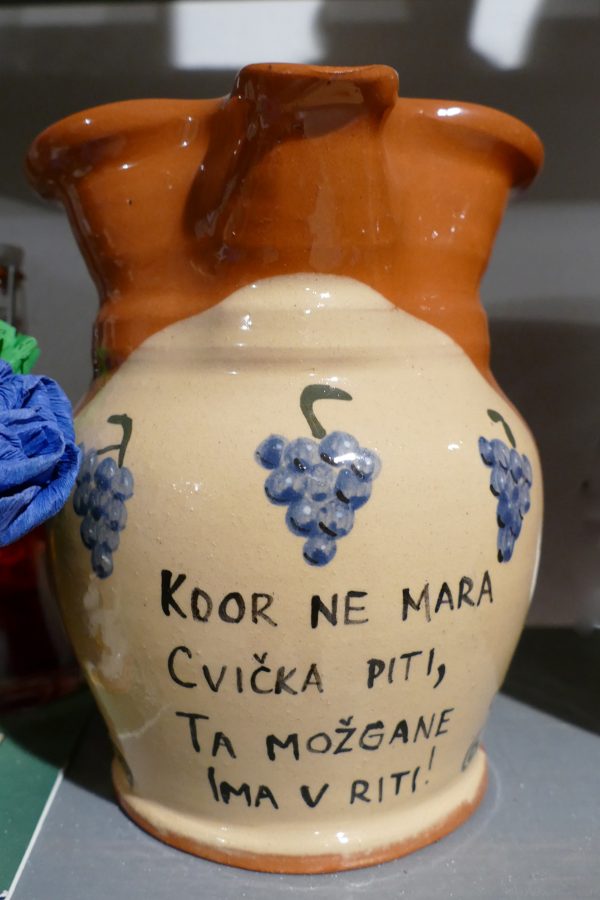 KDOR NE MARA
CVIČKA PITI,
TA MOŽGANE
IMA V RITI!